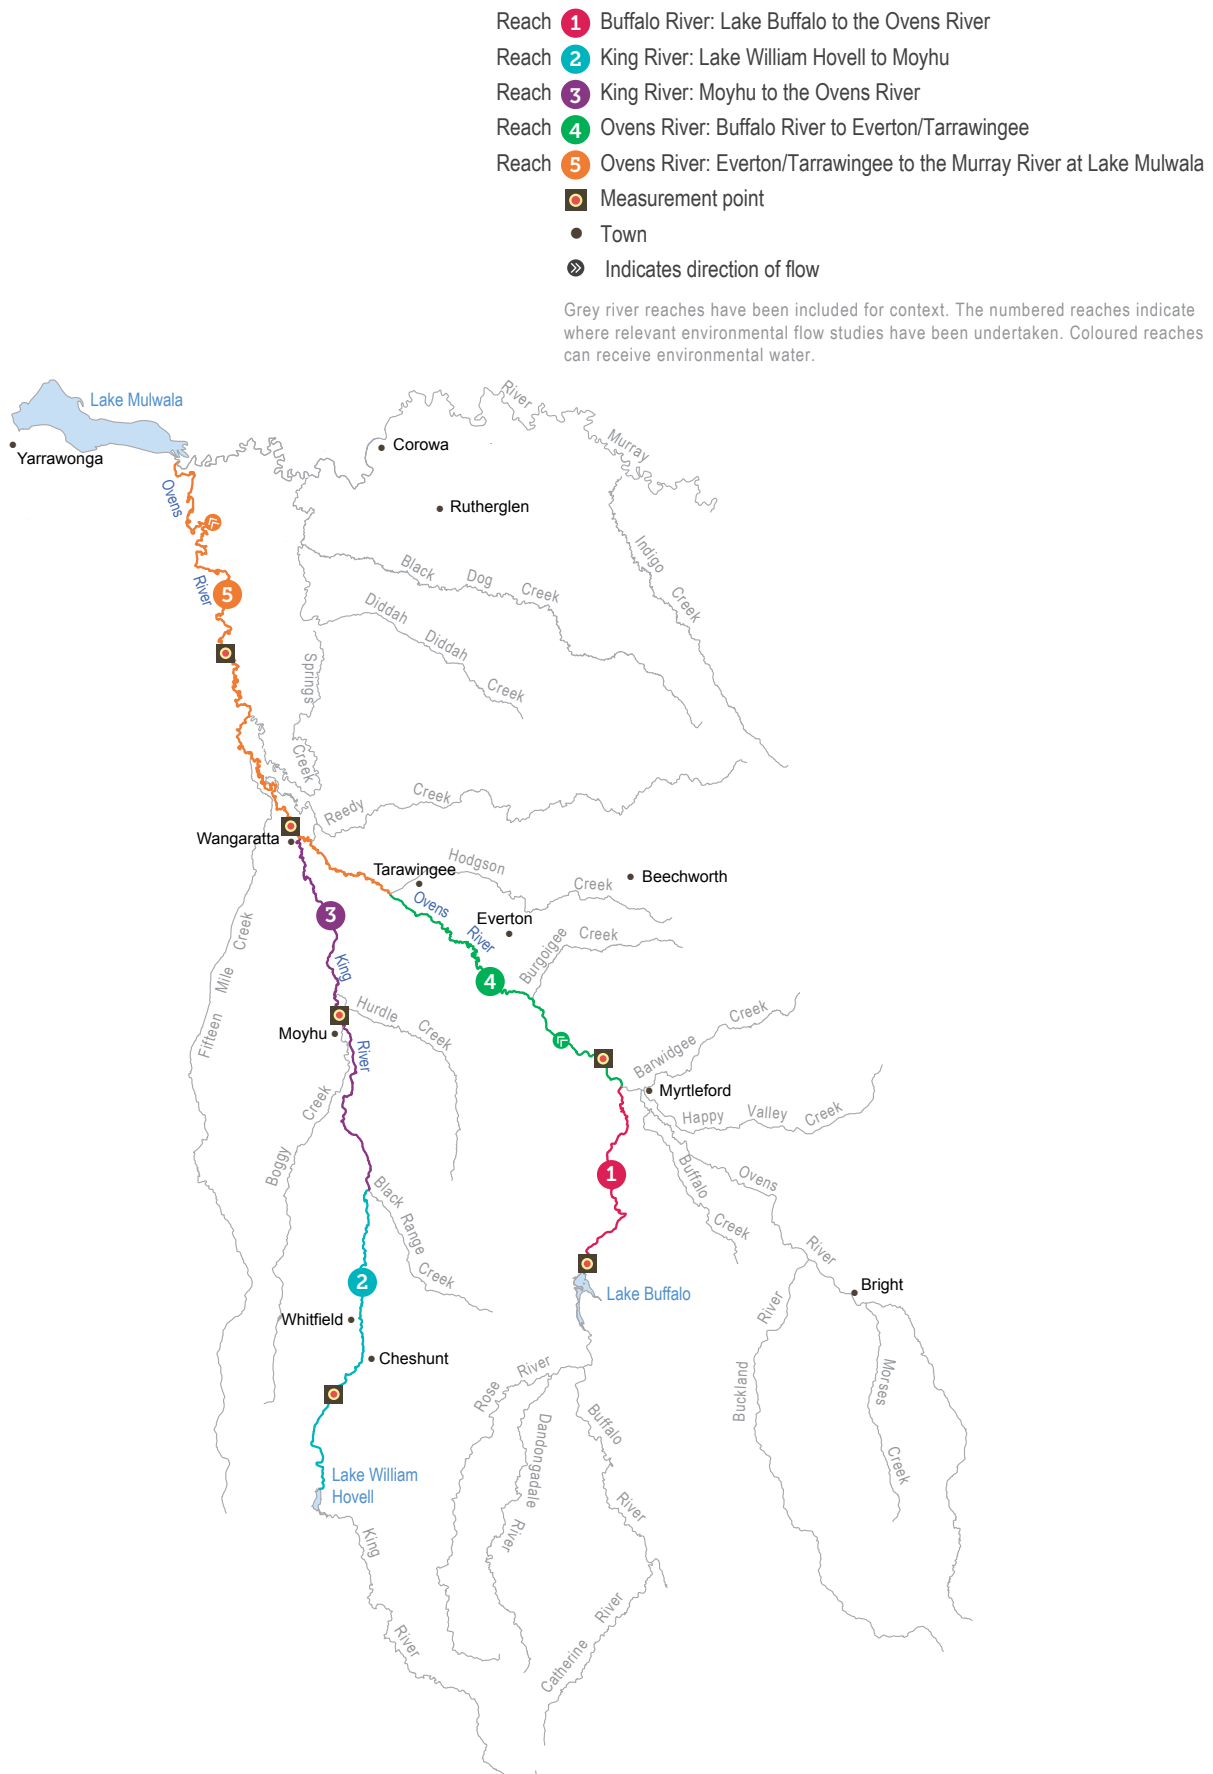 Reach 1 Buffalo River: Lake Buffalo to the Ovens River
Reach 2 King River: Lake William Hovell to Moyhu
Reach 3 King River: Moyhu to the Ovens River
Reach 4 Ovens River: Buffalo River to Everton/Tarrawingee
Reach 5 Ovens River: Everton/Tarrawingee to the Murray River at Lake Mulwala
Measurement point
Town
Indicates direction of flow
Grey river reaches have been included for context. The numbered reaches indicate
where relevant environmental flow studies have been undertaken. Coloured reaches
can receive environmental water.
Lake Mulwala
River
Murray
Yarrawonga
Corowa
Ovens
River
Rutherglen
Indigo
Creek
Black Dog Creek
5
Diddah Diddah Creek
Springs
Creek
Reedy Creek
Wangaratta
Tarawingee
Hodgson Creek
Beechworth
Ovens
River
Everton
3
Fifteen Mile Creek
Burgoigee Creek
King
River
4
Hurdle Creek
Moyhu
Barwidgee Creek
Myrtleford
Happy Valley Creek
Boggy Creek
1
Buffalo Creek
Ovens River
Black Range Creek
2
Lake Buffalo
Bright
Whitfield
Cheshunt
Rose River
Buckland River
Morses Creek
Dandongadale River
Buffalo River
Lake William
Hovell
King River
Catherine River